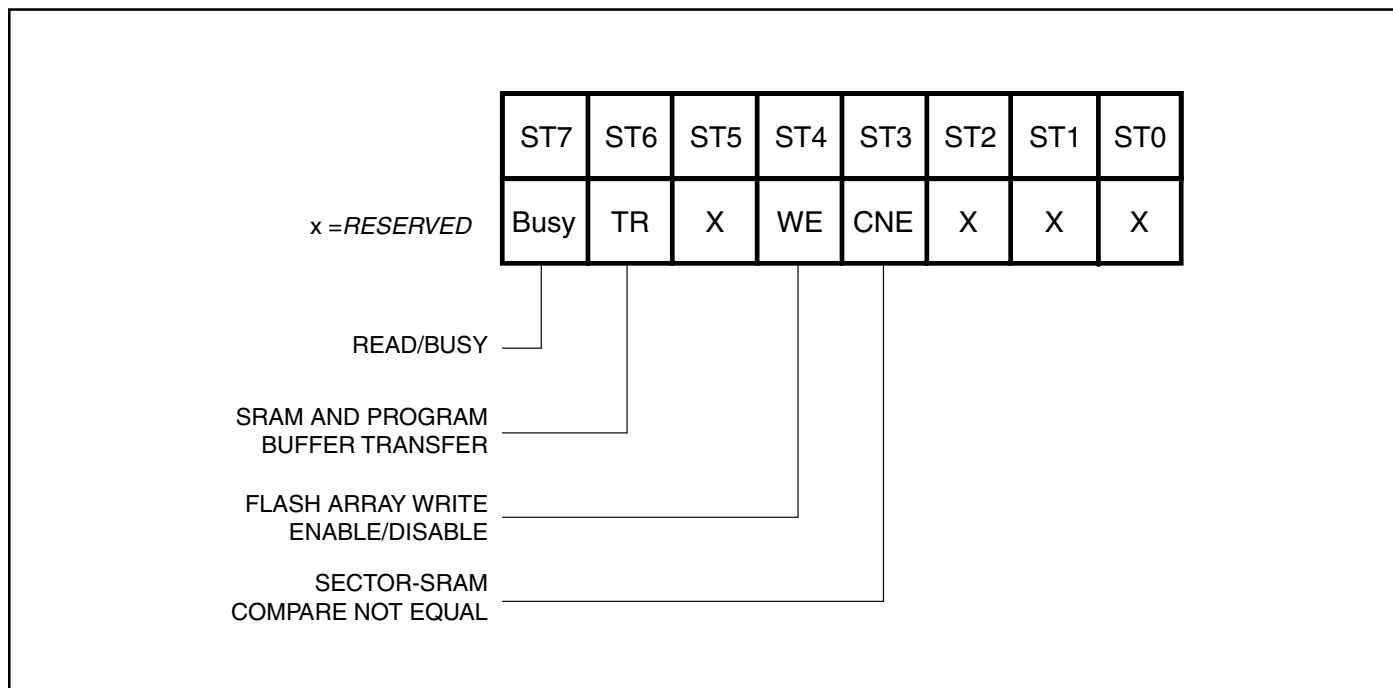 ST7 ST6 ST5 ST4 ST3 ST2 ST1 ST0
x =RESERVED Busy TR X WE CNE X X X
READ/BUSY
SRAM AND PROGRAM
BUFFER TRANSFER
FLASH ARRAY WRITE
ENABLE/DISABLE
SECTOR-SRAM
COMPARE NOT EQUAL